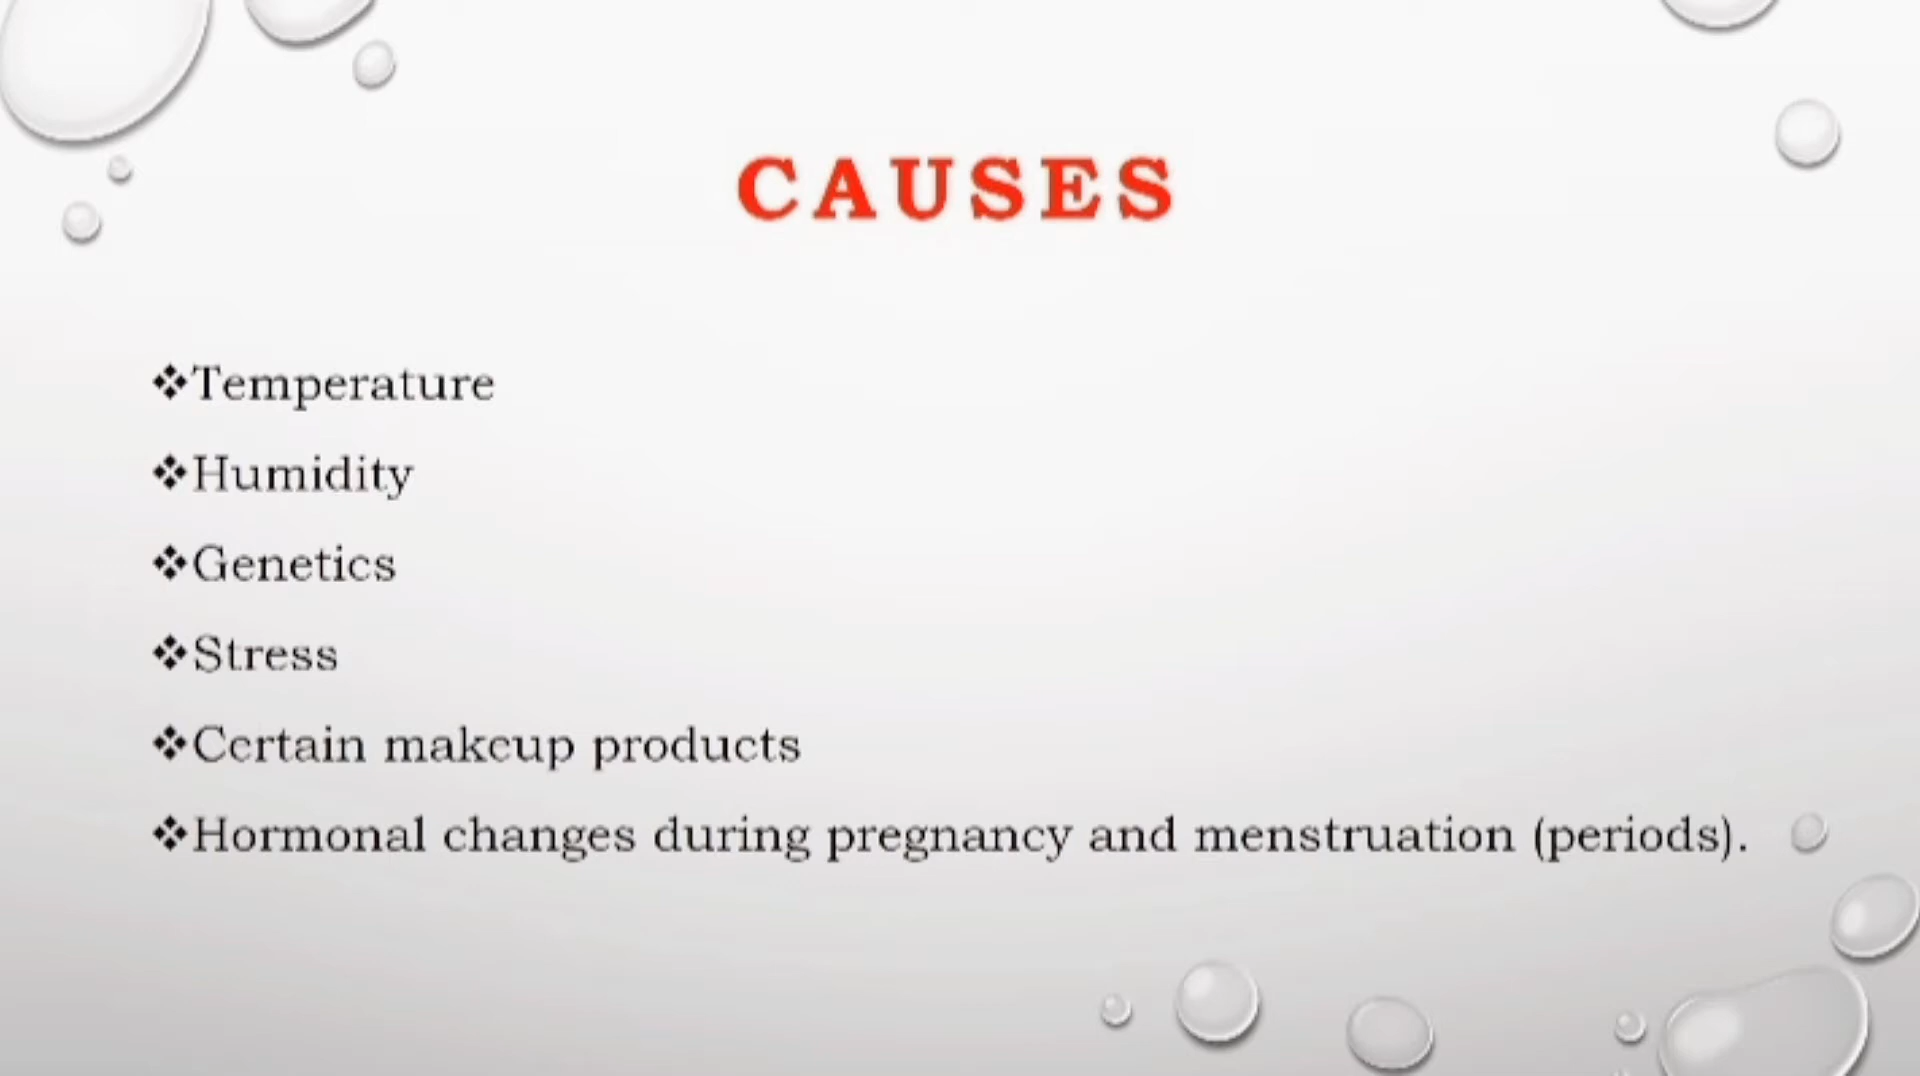 CAUSES
❖Temperature
❖Humidity
❖Genetics
❖Stress
❖Certain makeup products
❖Hormonal changes during pregnancy and menstruation (periods).